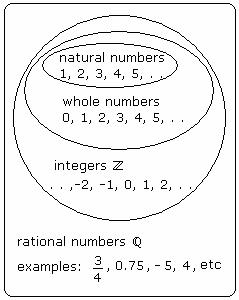 natural numbers
1, 2, 3, 4, 5, . .
whole numbers
0, 1, 2, 3, 4, 5, . .
integers ℤ
. . ,-2, -1, 0, 1, 2, . .
rational numbers ℚ
examples: 3/4 , 0.75, - 5, 4, etc